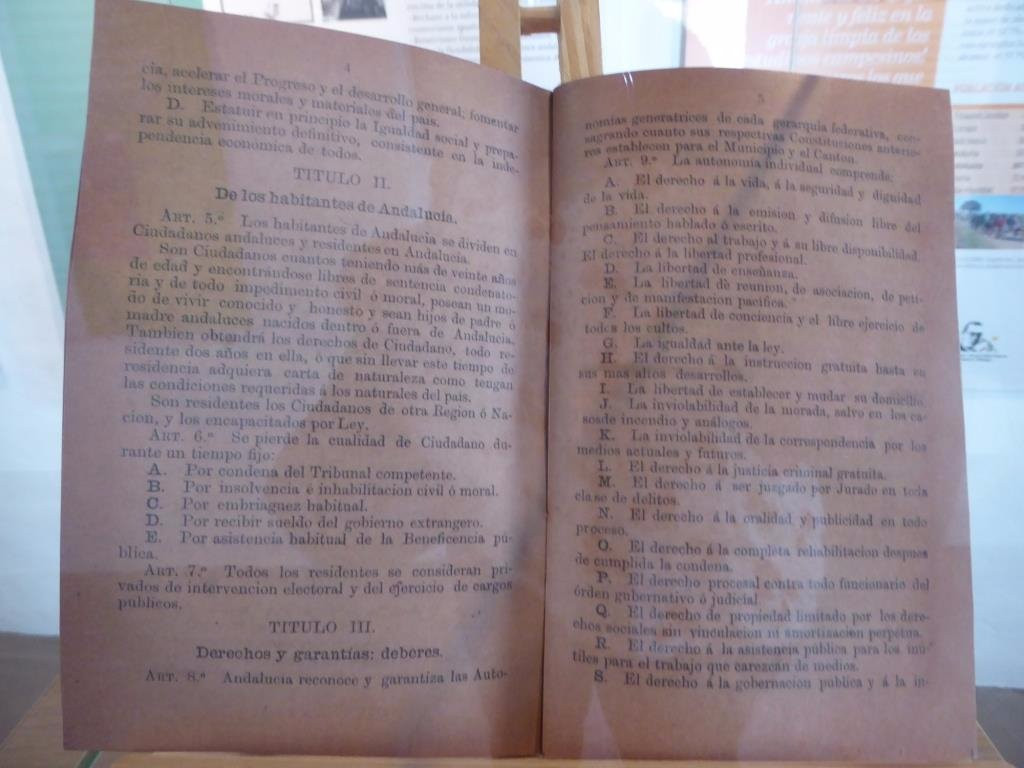 4
cia, acelerar el Progreso y el desarrollo general; fomentar
los intereses morales y materiales del pais.
D. Estatuir en principio la Igualdad social y prepa-
rar su advenimiento definitivo, consistente en la inde-
pendencia económica de todos.
TITULO II.
De los habitantes de Andalucía.
ART. 5.º Los habitantes de Andalucia se dividen en
Ciudadanos andaluces y residentes en Andalucia.
Son Ciudadanos cuantos teniendo más de veinte años
de edad y encontrándose libres de sentencia condenato-
ria y de todo impedimento civil ó moral, posean un mo-
do de vivir conocido y honesto y sean hijos de padre ó
madre andaluces nacidos dentro ó fuera de Andalucia.
Tambien obtendrá los derechos de Ciudadano, todo re-
sidente dos años en ella, ó que sin llevar este tiempo de
residencia adquiera carta de naturaleza como tengan
las condiciones requeridas á los naturales del pais.
Son residentes los Ciudadanos de otra Region ó Na-
cion, y los encapacitados por Ley.
ART. 6.º Se pierde la cualidad de Ciudadano du-
rante un tiempo fijo:
A. Por condena del Tribunal competente.
B. Por insolvencia é inhabilitacion civil ó moral.
C. Por embriaguez habitual.
D. Por recibir sueldo del gobierno extrangero.
E. Por asistencia habitual de la Beneficencia pú-
blica.
ART. 7.º Todos los residentes se consideran pri-
vados de intervencion electoral y del ejercicio de cargos
publicos.
TITULO III.
Derechos y garantías: deberes.
ART. 8.º Andalucia reconoce y garantiza las Auto-
5
nomias generatrices de cada gerarquia federativa, con-
sagrando cuanto sus respectivas Constituciones anterio-
res establecen para el Municipio y el Canton.
ART. 9.º La autonomia individual comprende:
A. El derecho á la vida, á la seguridad y dignidad
de la vida.
B. El derecho á la emision y difusion libre del
pensamiento hablado ó escrito.
C. El derecho al trabajo y á su libre disponibilidad.
El derecho á la libertad profesional.
D. La libertad de enseñanza.
E. La libertad de reunion, de asociacion, de peti-
cion y de manifestacion pacifica.
F. La libertad de conciencia y el libre ejercicio de
todos los cultos.
G. La igualdad ante la ley.
H. El derecho á la instruccion gratuita hasta en
sus mas altos desarrollos.
I. La libertad de establecer y mudar su domicilio.
J. La inviolabilidad de la morada, salvo en los ca-
sosde incendio y análogos.
K. La inviolabilidad de la correspondencia por los
medios actuales y futuros.
L. El derecho á la justicia criminal gratuita.
M. El derecho á ser juzgado por Jurado en toda
clase de delitos.
N. El derecho á la oralidad y publicidad en todo
proceso.
O. El derecho á la completa rehabilitacion despues
de cumplida la condena.
P. El derecho procesal contra todo funcionario del
órden gubernativo ó judicial.
Q. El derecho de propiedad limitado por los dere-
chos sociales sin vinculacion ni amortizacion perpétua.
R. El derecho á la asistencia pública para los inú-
tiles para el trabajo que carezcan de medios.
S. El derecho á la gobernacion publica y á la in-
rante y feliz en lo